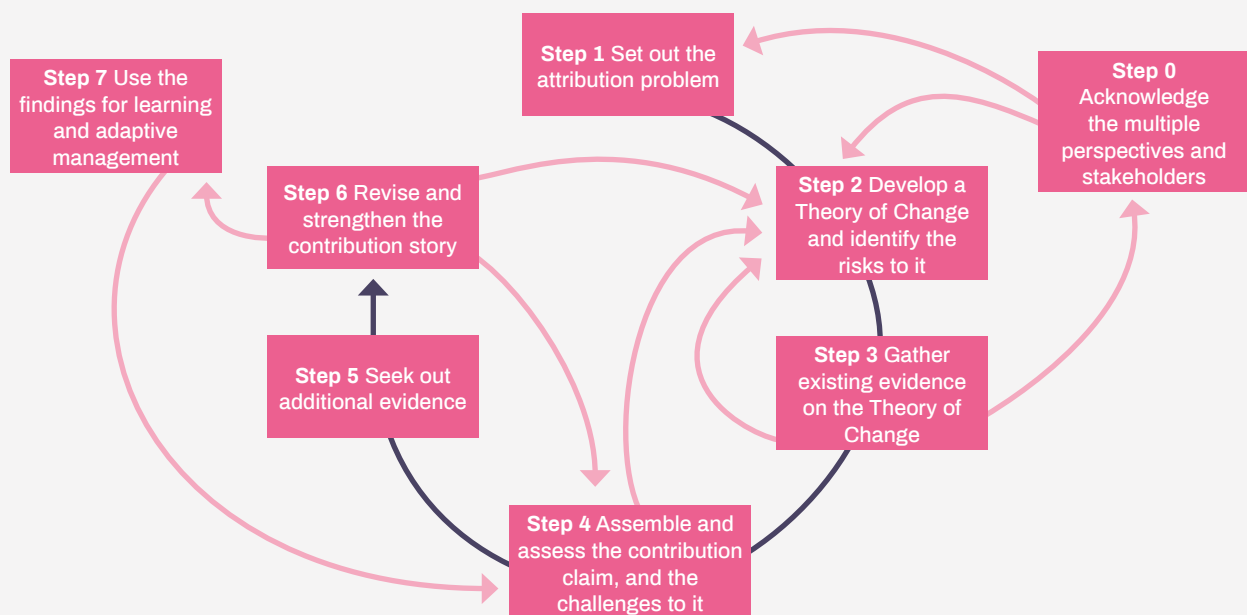 Step 0
Acknowledge
the multiple
perspectives and
stakeholders
Step 1 Set out the
attribution problem
Step 2 Develop a
Theory of Change
and identify the
risks to it
Step 3 Gather
existing evidence
on the Theory of
Change
Step 4 Assemble and
assess the contribution
claim, and the
challenges to it
Step 5 Seek out
additional evidence
Step 6 Revise and
strengthen the
contribution story
Step 7 Use the
findings for learning
and adaptive
management